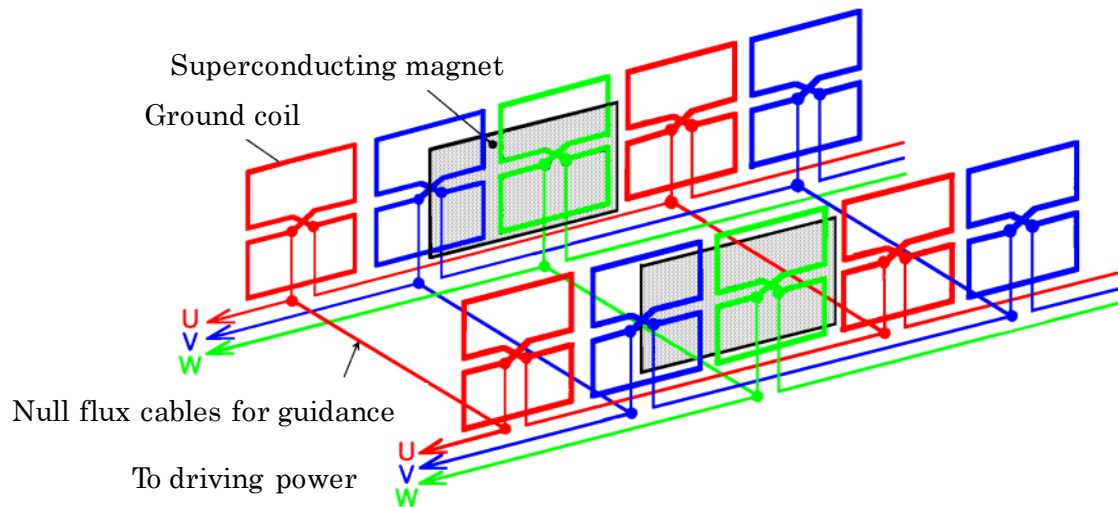 Superconducting magnet
Ground coil
U
V
W
Null flux cables for guidance
U
V
W
To driving power